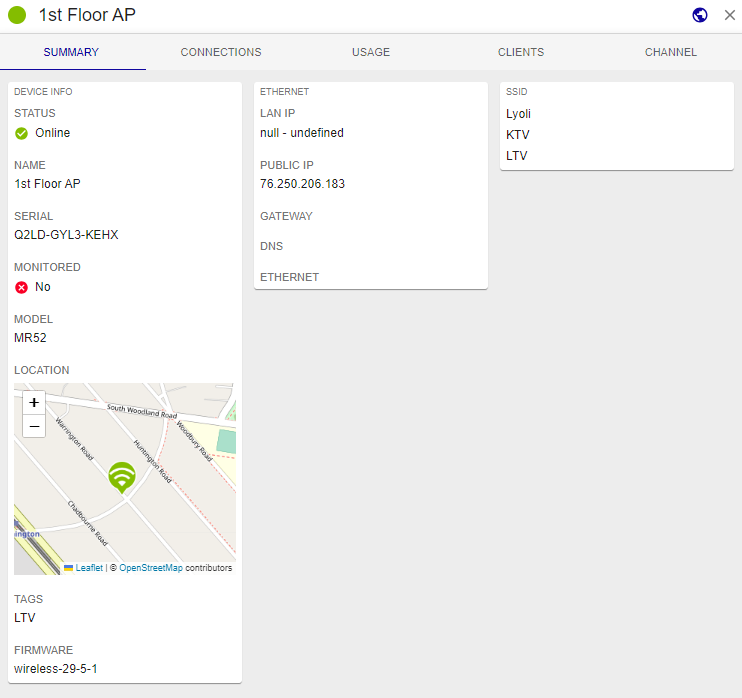 1st Floor AP
SUMMARY
CONNECTIONS
USAGE
CLIENTS
CHANNEL
DEVICE INFO
STATUS
Online
NAME
1st Floor AP
SERIAL
Q2LD-GYL3-KEHX
MONITORED
No
MODEL
MR52
LOCATION
+
−
South Woodland Road
Warrington Road
Huntington Road
Woodbury Road
Chadbourne Road
ington
Leaflet | © OpenStreetMap contributors
TAGS
LTV
FIRMWARE
wireless-29-5-1
ETHERNET
LAN IP
null - undefined
PUBLIC IP
76.250.206.183
GATEWAY
DNS
ETHERNET
SSID
Lyoli
KTV
LTV